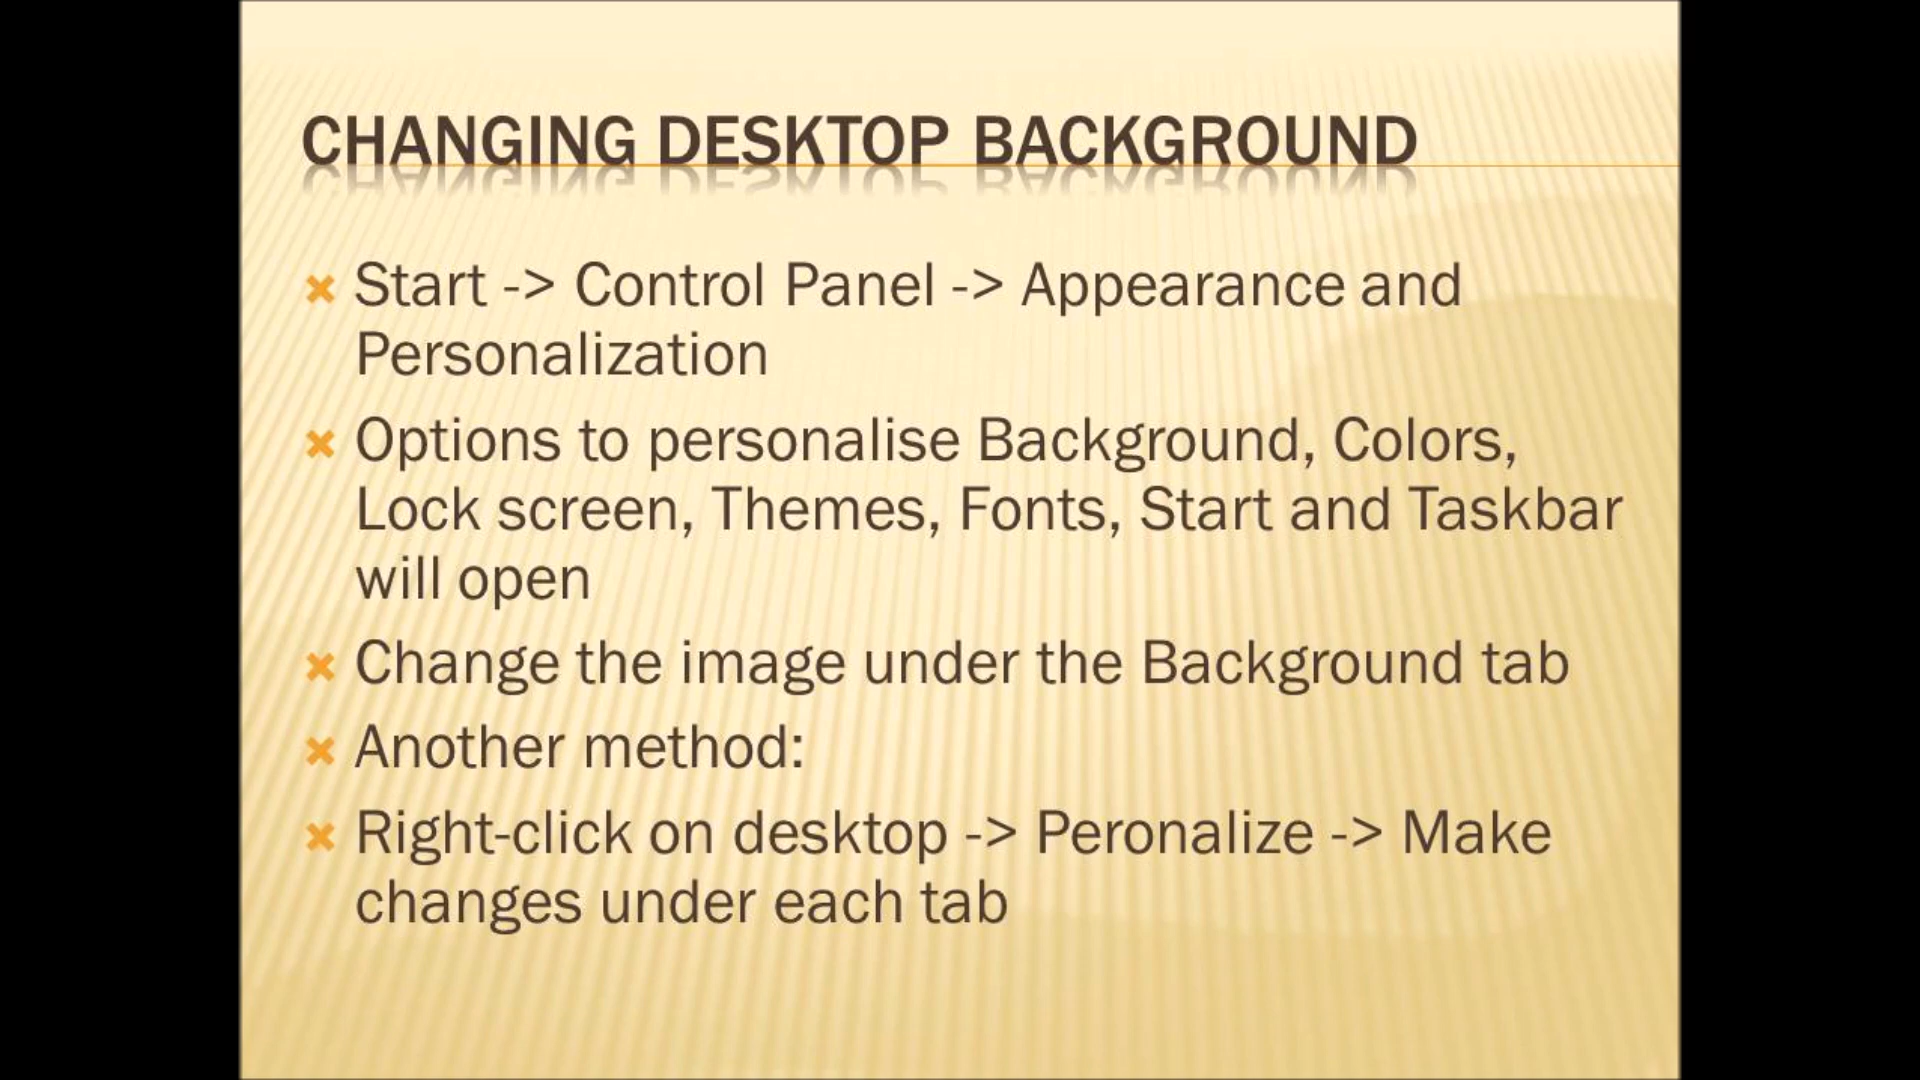 CHANGING DESKTOP BACKGROUND
Start -> Control Panel -> Appearance and
Personalization
Options to personalise Background, Colors,
Lock screen, Themes, Fonts, Start and Taskbar
will open
Change the image under the Background tab
Another method:
Right-click on desktop -> Peronalize -> Make
changes under each tab